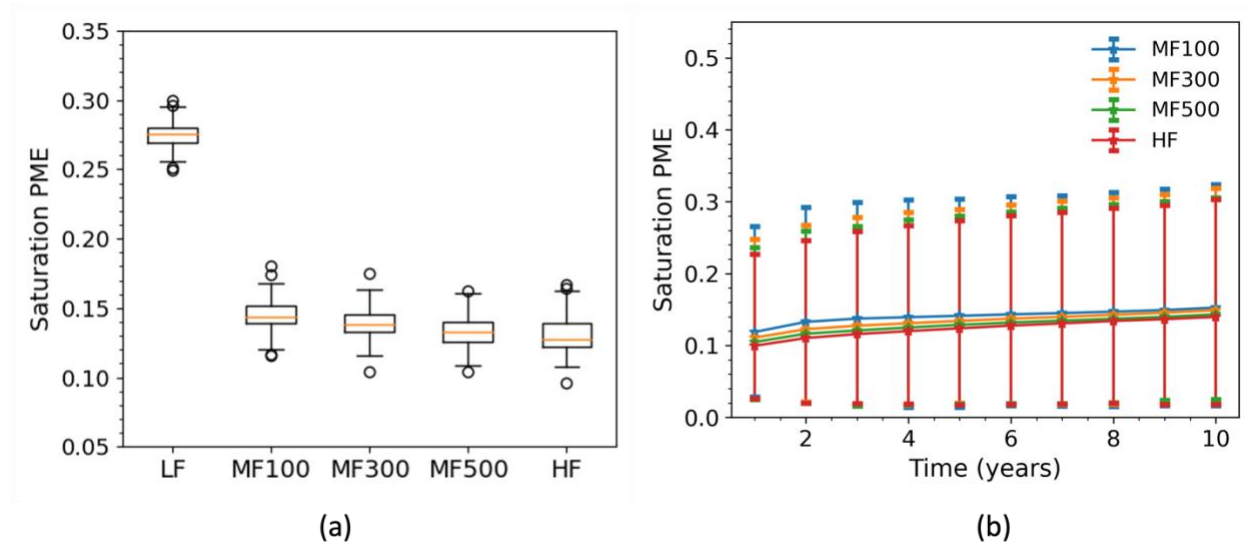 0.35
0.30
0.25
0.20
0.15
0.10
0.05
Saturation PME
LF MF100 MF300 MF500 HF
(a)
0.5
0.4
0.3
0.2
0.1
0.0
Saturation PME
MF100
MF300
MF500
HF
2 4 6 8 10
Time (years)
(b)